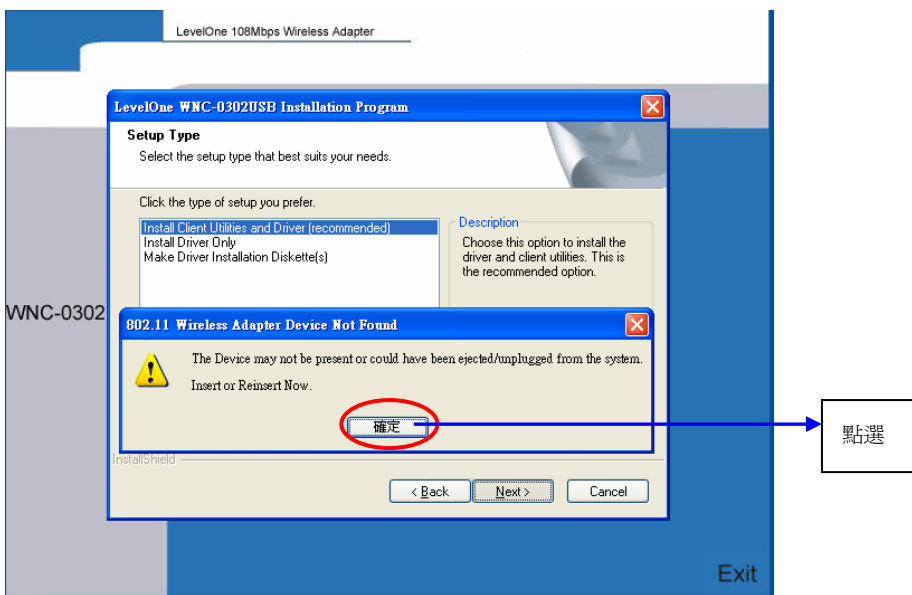 LevelOne 108Mbps Wireless Adapter
LevelOne WNC-0302USB Installation Program
Setup Type
Select the setup type that best suits your needs.
Click the type of setup you prefer.
Install Client Utilities and Driver (recommended)
Install Driver Only
Make Driver Installation Diskette(s)
Description
Choose this option to install the
driver and client utilities. This is
the recommended option.
WNC-0302
802.11 Wireless Adapter Device Not Found
The Device may not be present or could have been ejected/unplugged from the system.
Insert or Reinsert Now.
確定
點選
InstallShield
< Back
Next >
Cancel
Exit